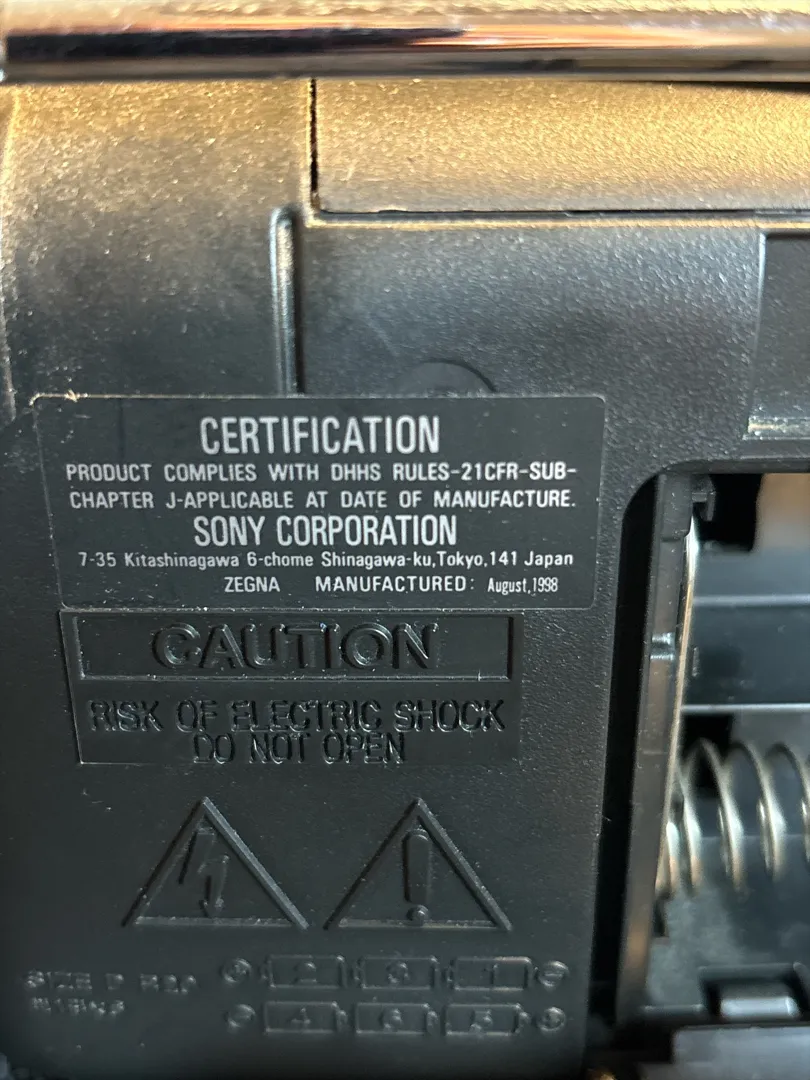 CERTIFICATION
PRODUCT COMPLIES WITH DHHS RULES-21CFR-SUB-
CHAPTER J-APPLICABLE AT DATE OF MANUFACTURE.
SONY CORPORATION
7-35 Kitashinagawa 6-chome Shinagawa-ku,Tokyo,141 Japan
ZEGNA MANUFACTURED: August,1998
CAUTION
RISK OF ELECTRIC SHOCK
DO NOT OPEN
SIZE D